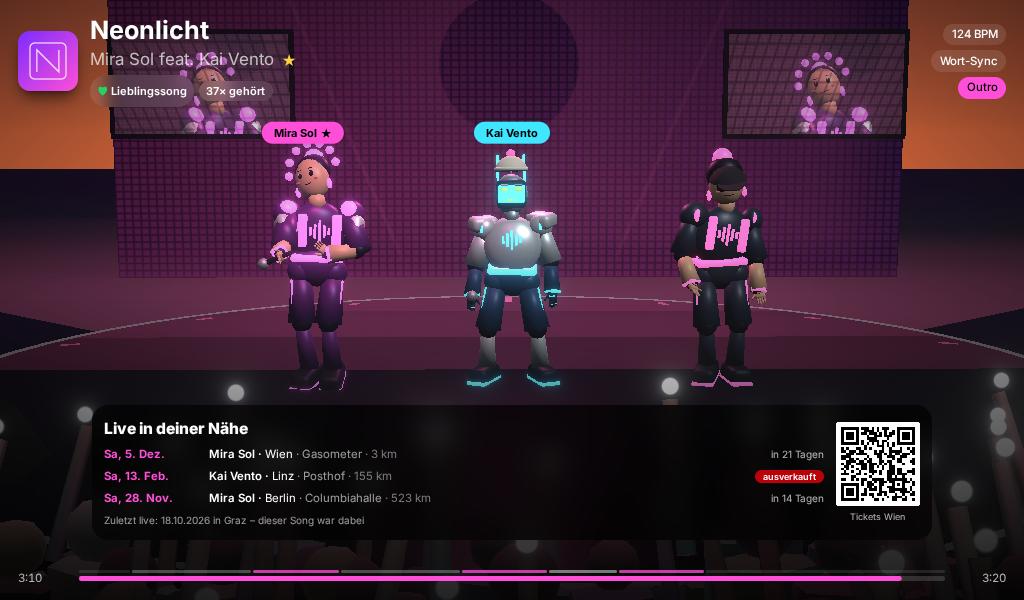 N
Neonlicht
Mira Sol feat. Kai Vento ★
Lieblingssong
37× gehört
124 BPM
Wort-Sync
Outro
Mira Sol ★
Kai Vento
Live in deiner Nähe
Sa, 5. Dez. Mira Sol · Wien · Gasometer · 3 km in 21 Tagen
Sa, 13. Feb. Kai Vento · Linz · Posthof · 155 km ausverkauft
Sa, 28. Nov. Mira Sol · Berlin · Columbiahalle · 523 km in 14 Tagen
Zuletzt live: 18.10.2026 in Graz – dieser Song war dabei
Tickets Wien
3:10
3:20